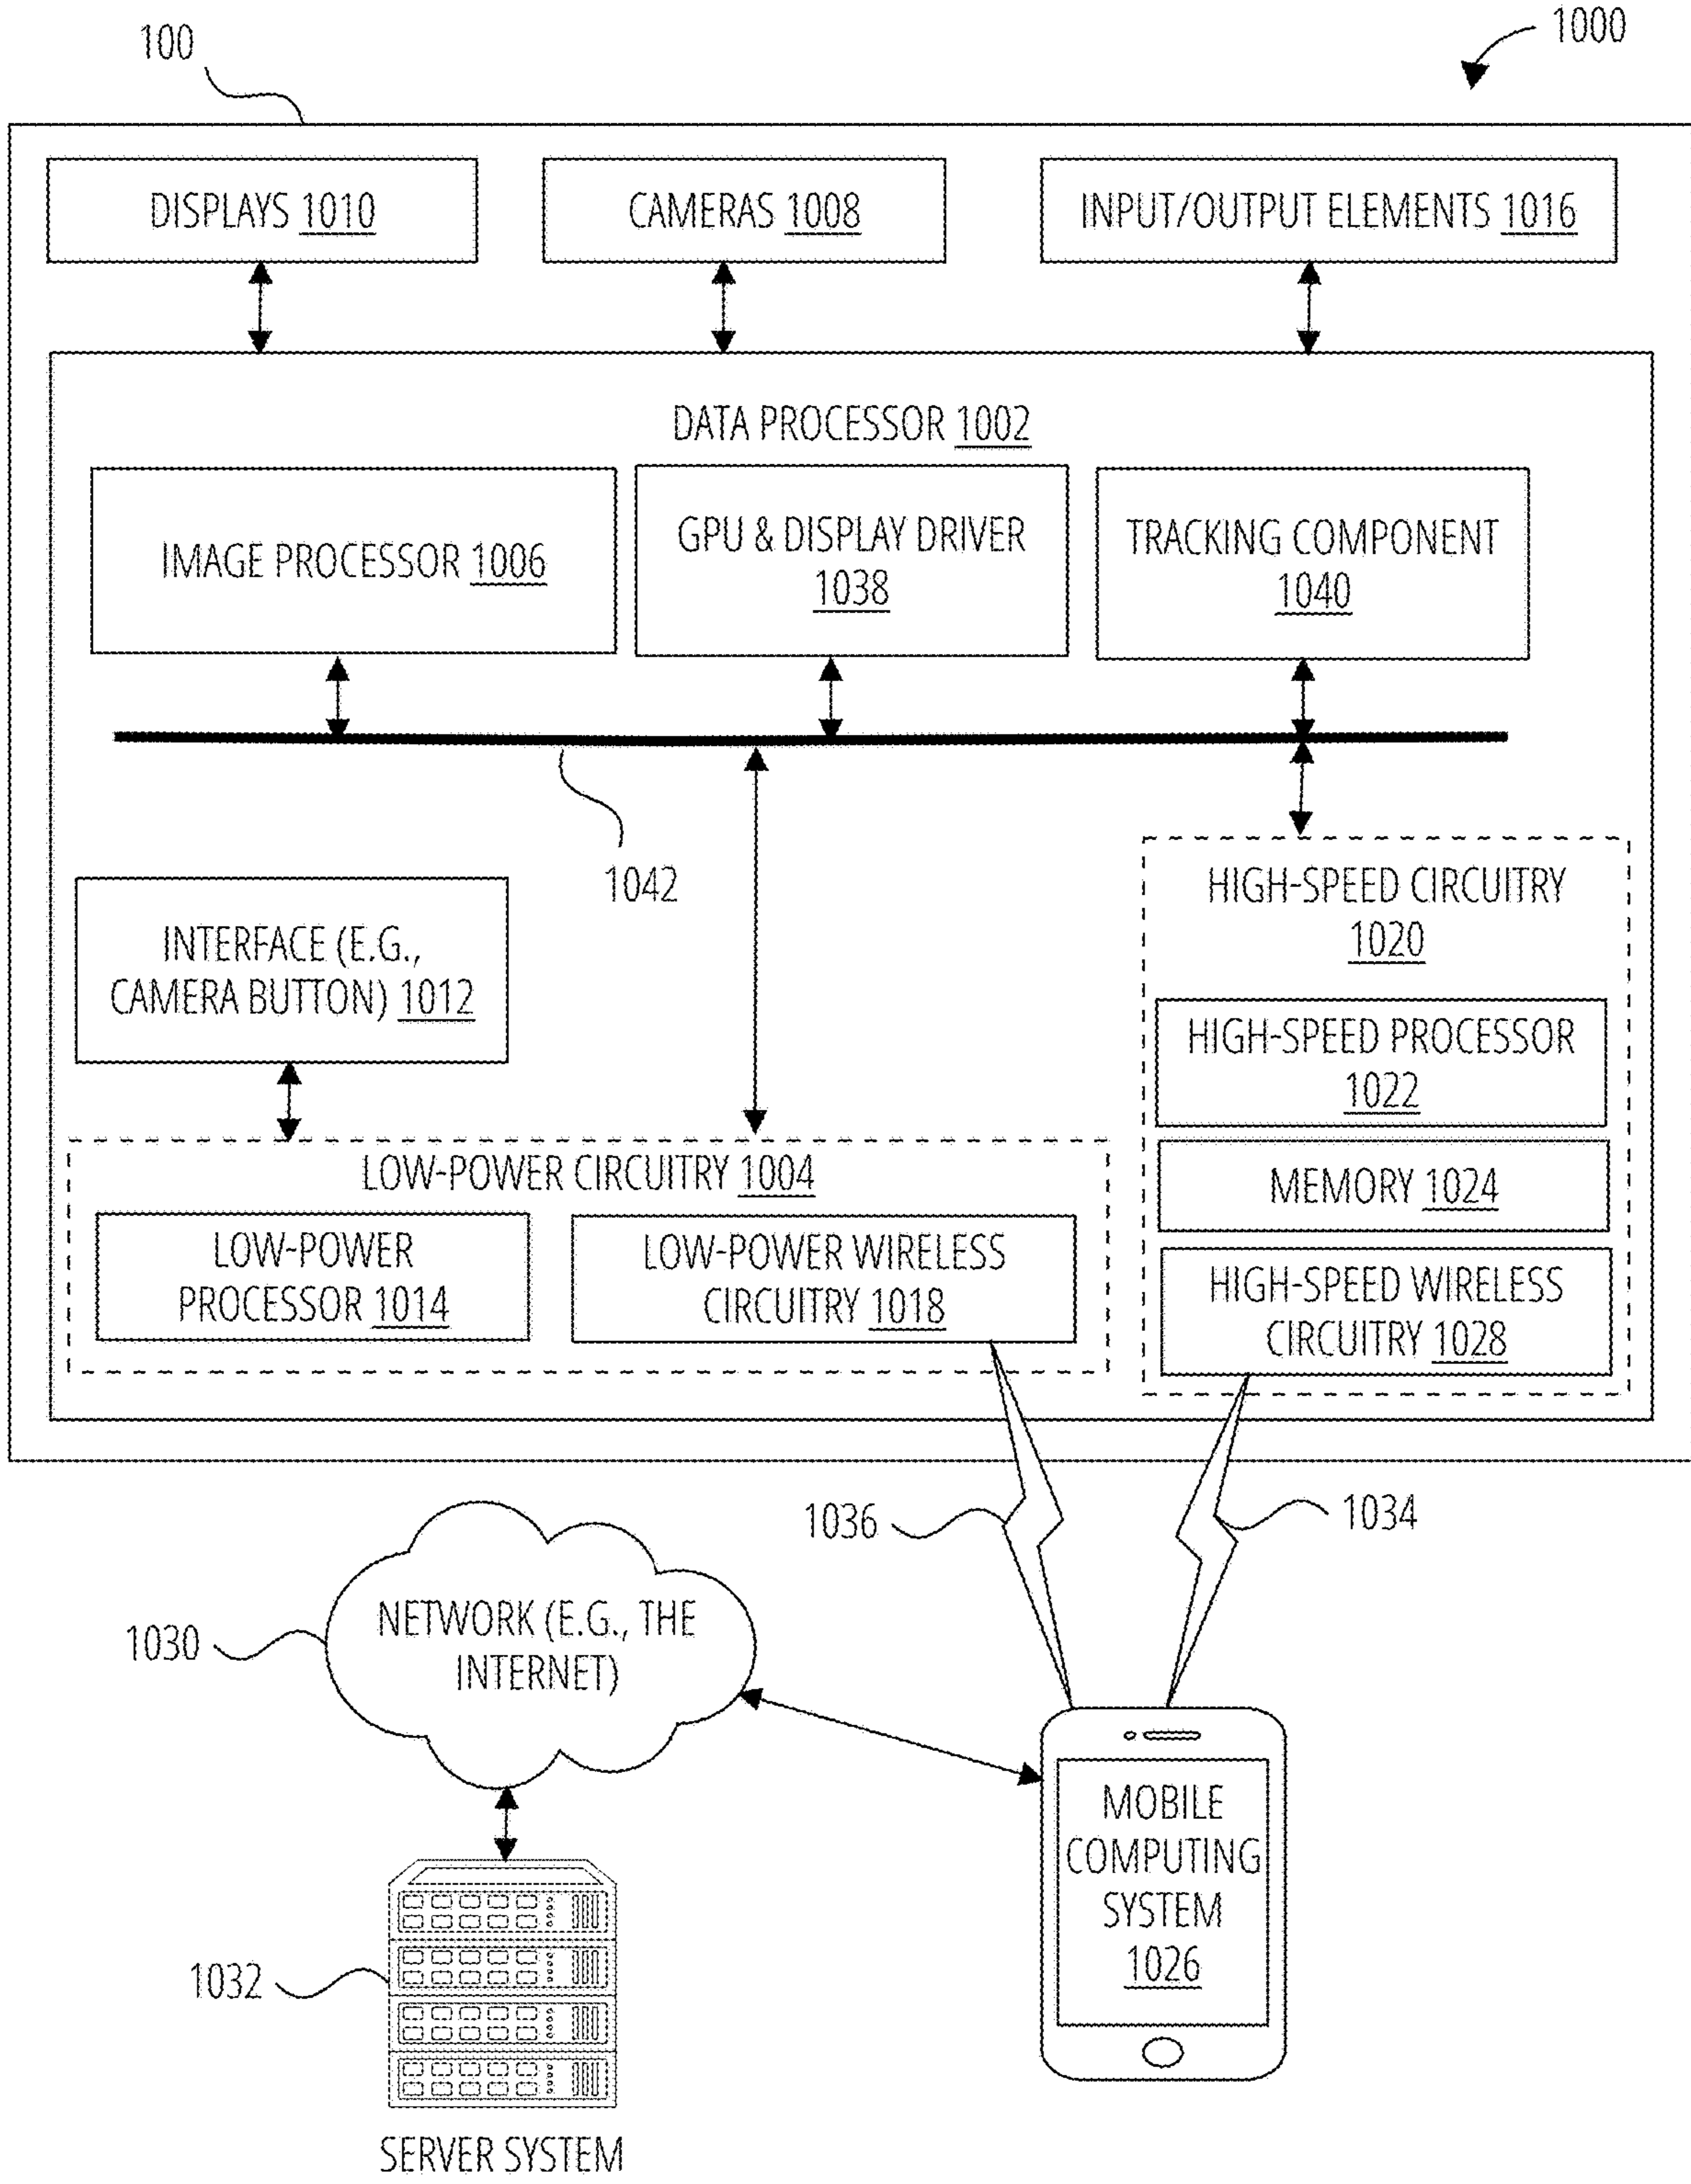 100
1000
DISPLAYS 1010
CAMERAS 1008
INPUT/OUTPUT ELEMENTS 1016
DATA PROCESSOR 1002
IMAGE PROCESSOR 1006
GPU & DISPLAY DRIVER
1038
TRACKING COMPONENT
1040
1042
INTERFACE (E.G.,
CAMERA BUTTON) 1012
HIGH-SPEED CIRCUITRY
1020
HIGH-SPEED PROCESSOR
1022
MEMORY 1024
HIGH-SPEED WIRELESS
CIRCUITRY 1028
LOW-POWER CIRCUITRY 1004
LOW-POWER
PROCESSOR 1014
LOW-POWER WIRELESS
CIRCUITRY 1018
1036
1034
1030
NETWORK (E.G., THE
INTERNET)
MOBILE
COMPUTING
SYSTEM
1026
1032
SERVER SYSTEM